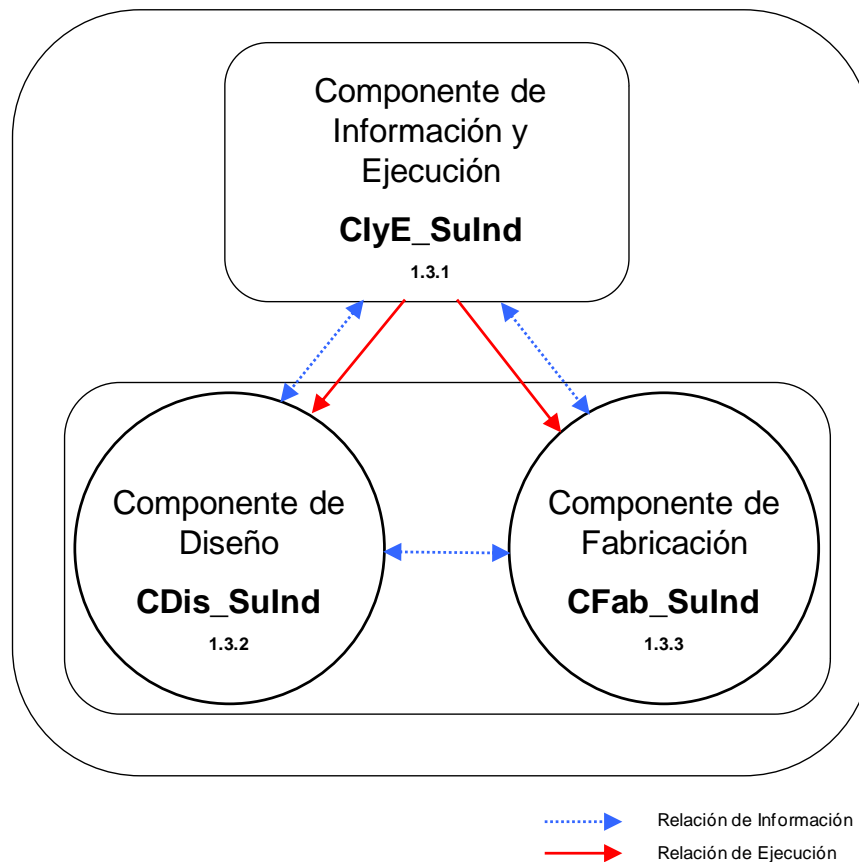 Componente de
Información y
Ejecución
CIyE_SuInd
1.3.1
Componente de
Diseño
CDis_SuInd
1.3.2
Componente de
Fabricación
CFab_SuInd
1.3.3
Relación de Información
Relación de Ejecución